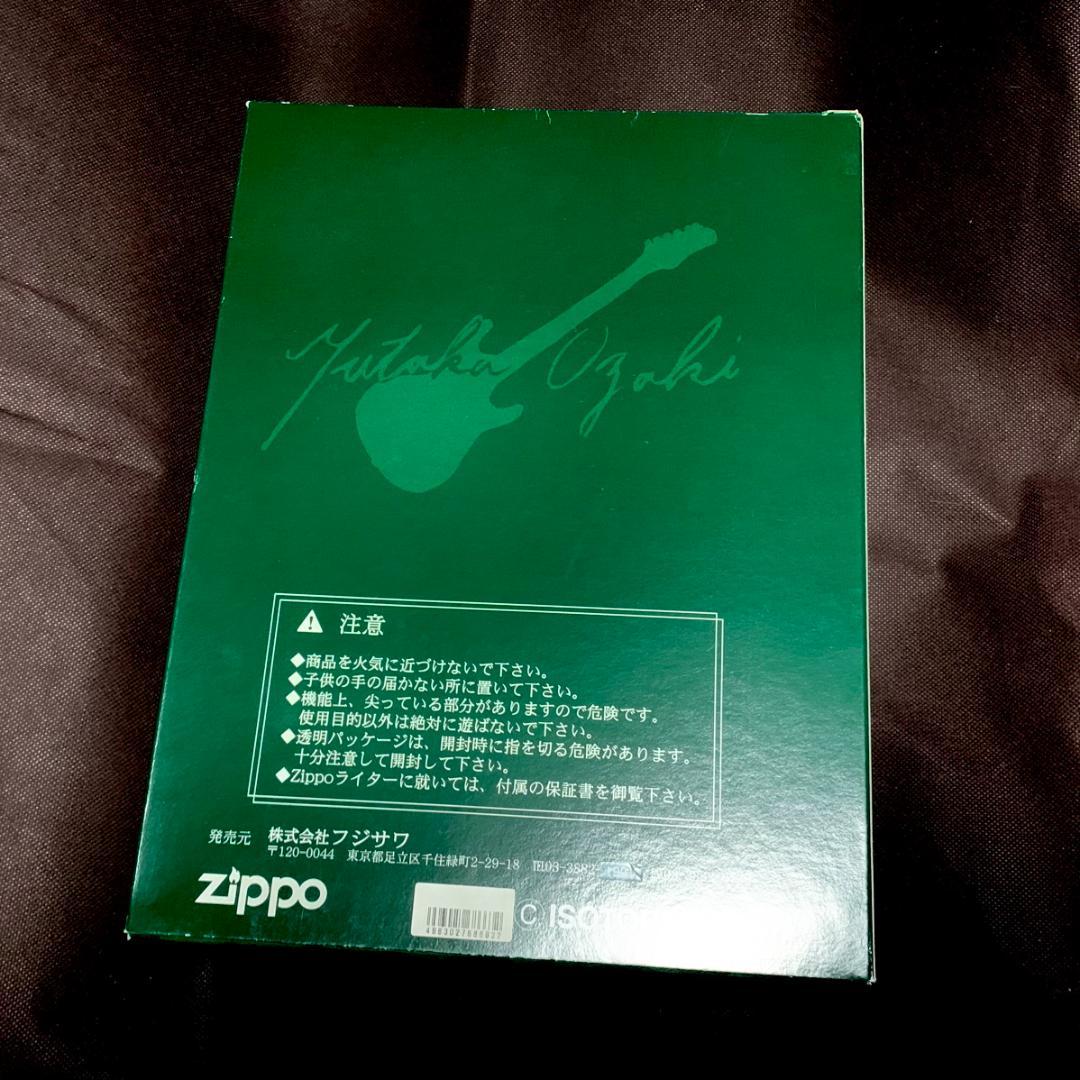 Yutaka Ozaki
注意
◆商品を火気に近づけないで下さい。
◆子供の手の届かない所に置いて下さい。
◆機能上、尖っている部分がありますので危険です。
使用目的以外は絶対に遊ばないで下さい。
◆透明パッケージは、開封時に指を切る危険があります。
十分注意して開封して下さい。
◆Zippoライターに就いては、付属の保証書を御覧下さい。
発売元 株式会社フジサワ
〒120-0044 東京都足立区千住緑町2-29-18 TEL03-3882-
Zippo
C